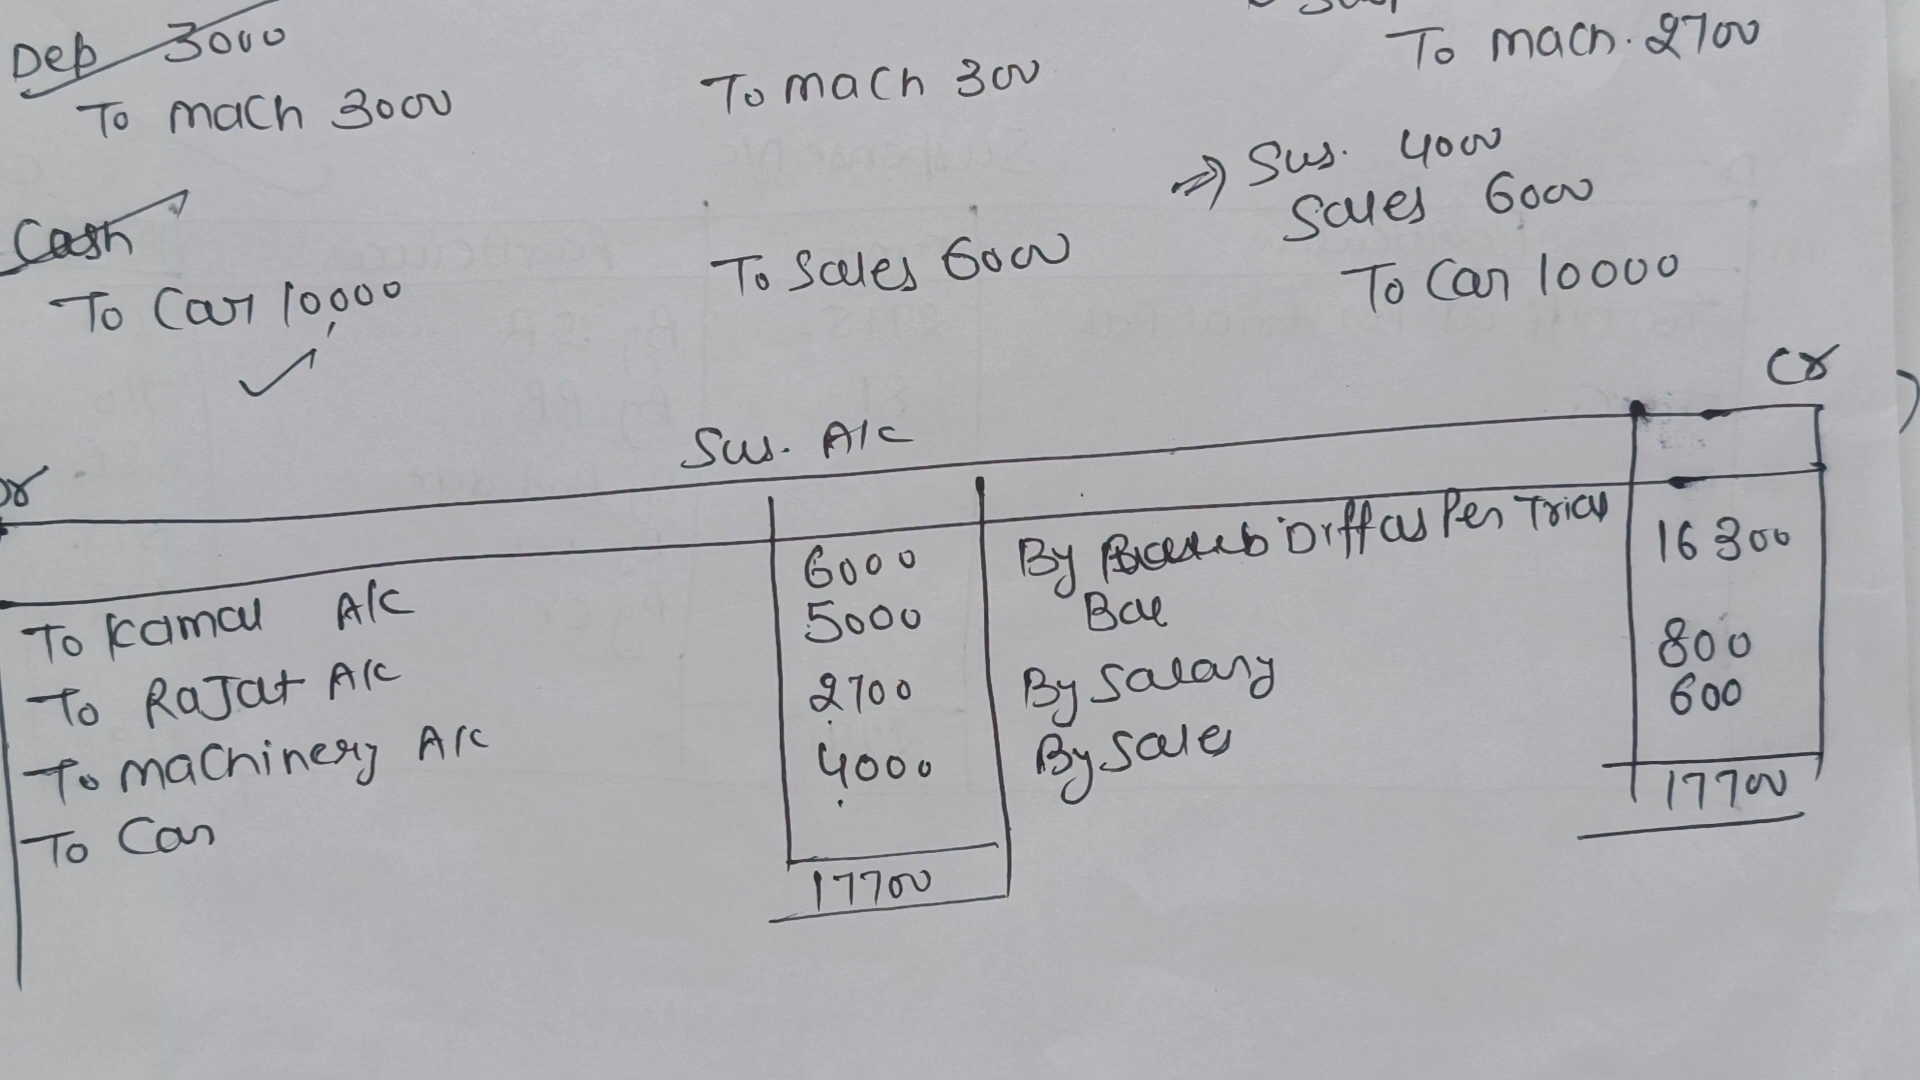 Dep 3000
To mach 3000
To mach 300
To mach. 2700
Cash
To Car 10,000
To Sales 6000
=> Sus. 4000
Sales 6000
To Car 10000
Sus. A/c
Dr
Cr
To Kamal A/c 6000 By Diff as Per Trial 16300
Bal
To Rajat A/c 5000 By Salary 800
To machinery A/c 2700 By Sales 600
To Car 4000
17700 17700